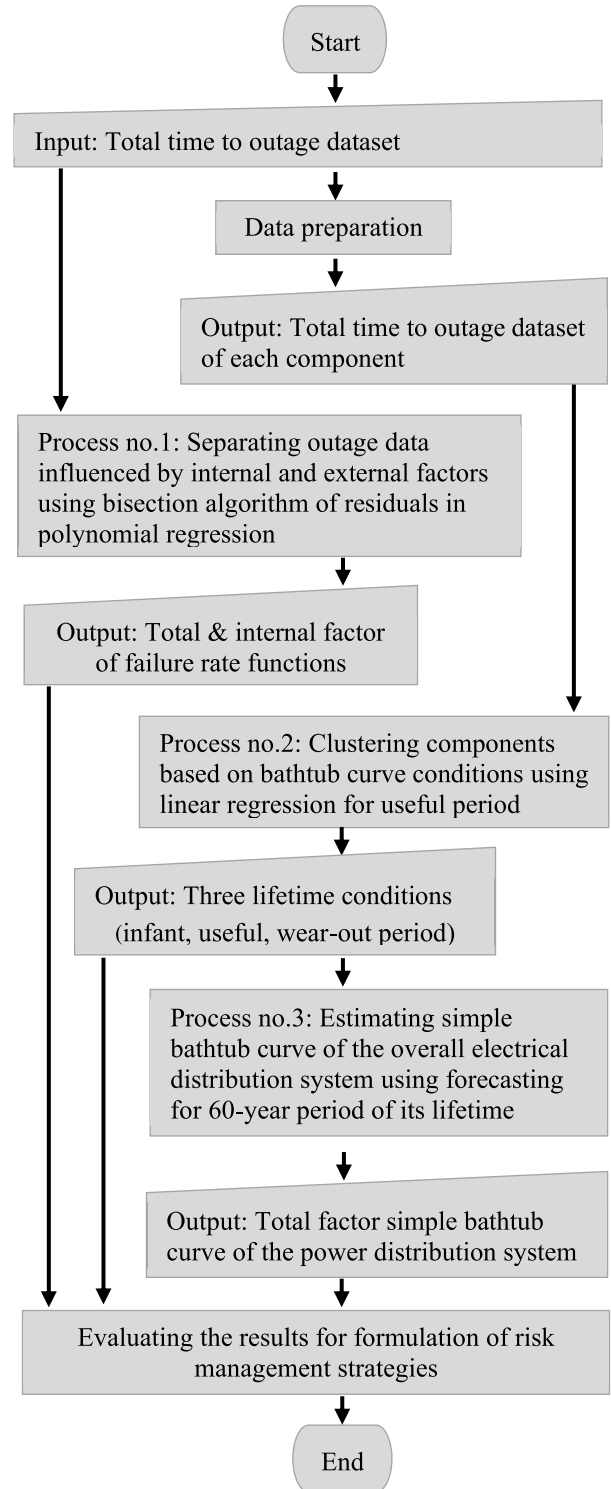 Start
Input: Total time to outage dataset
Data preparation
Output: Total time to outage dataset
of each component
Process no.1: Separating outage data
influenced by internal and external factors
using bisection algorithm of residuals in
polynomial regression
Output: Total & internal factor
of failure rate functions
Process no.2: Clustering components
based on bathtub curve conditions using
linear regression for useful period
Output: Three lifetime conditions
(infant, useful, wear-out period)
Process no.3: Estimating simple
bathtub curve of the overall electrical
distribution system using forecasting
for 60-year period of its lifetime
Output: Total factor simple bathtub
curve of the power distribution system
Evaluating the results for formulation of risk
management strategies
End